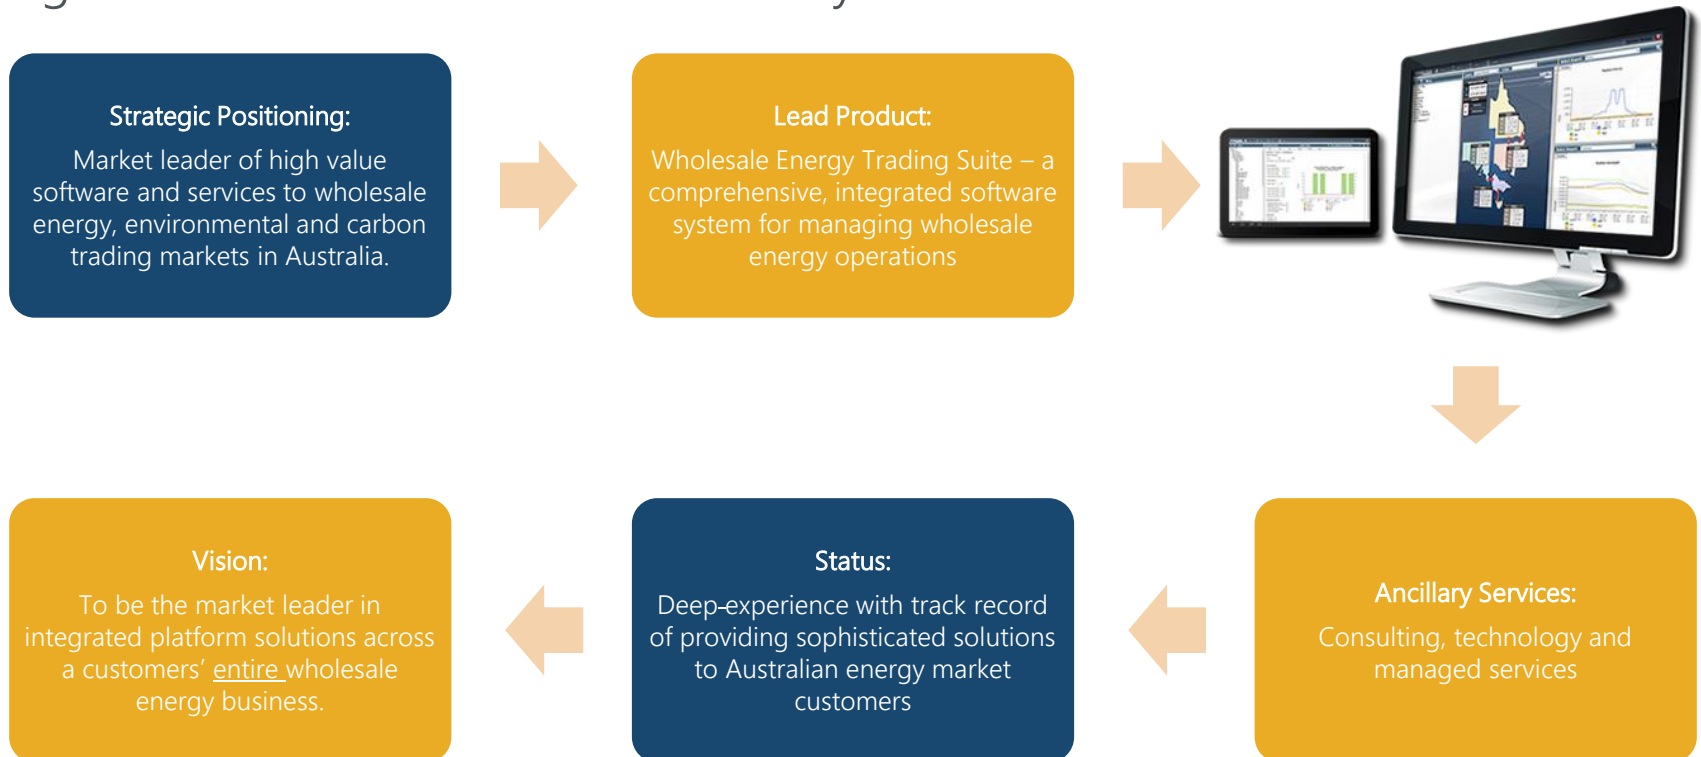 Strategic Positioning:
Market leader of high value
software and services to wholesale
energy, environmental and carbon
trading markets in Australia.
Lead Product:
Wholesale Energy Trading Suite – a
comprehensive, integrated software
system for managing wholesale
energy operations
Ancillary Services:
Consulting, technology and
managed services
Status:
Deep-experience with track record
of providing sophisticated solutions
to Australian energy market
customers
Vision:
To be the market leader in
integrated platform solutions across
a customers’ entire wholesale
energy business.